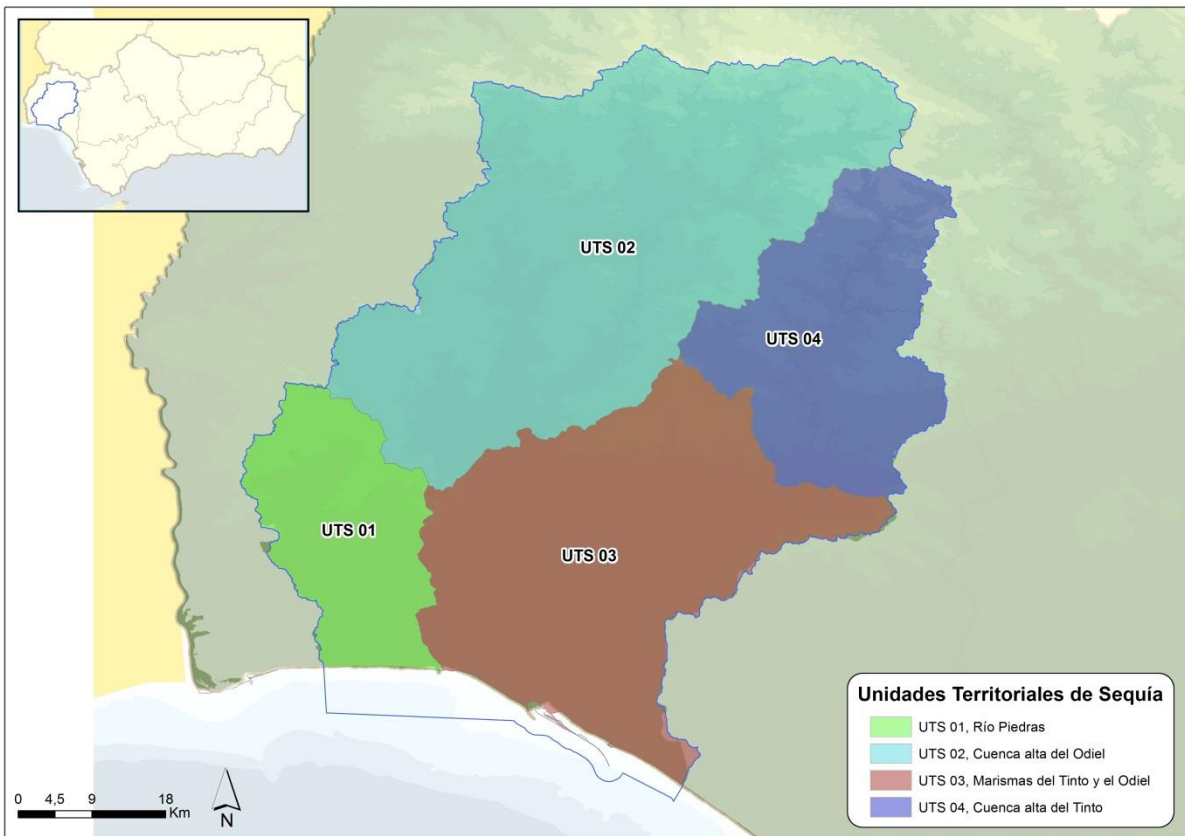 UTS 02
UTS 04
UTS 01
UTS 03
Unidades Territoriales de Sequía
UTS 01, Río Piedras
UTS 02, Cuenca alta del Odiel
UTS 03, Marismas del Tinto y el Odiel
UTS 04, Cuenca alta del Tinto
0 4,5 9 18
Km
N